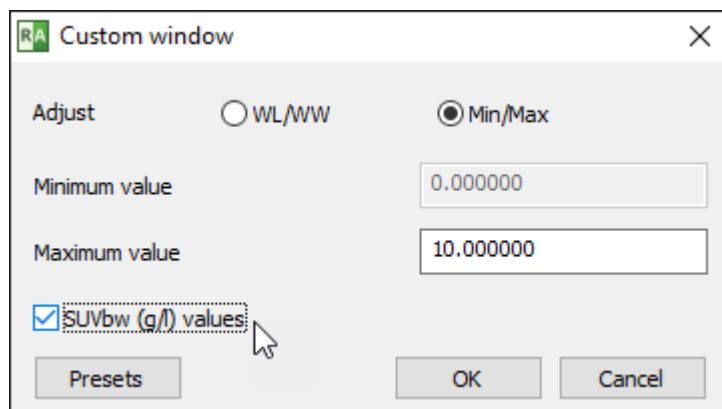 RA Custom window
Adjust WL/WW Min/Max
Minimum value 0.000000
Maximum value 10.000000
SUVbw (g/l) values
Presets OK Cancel